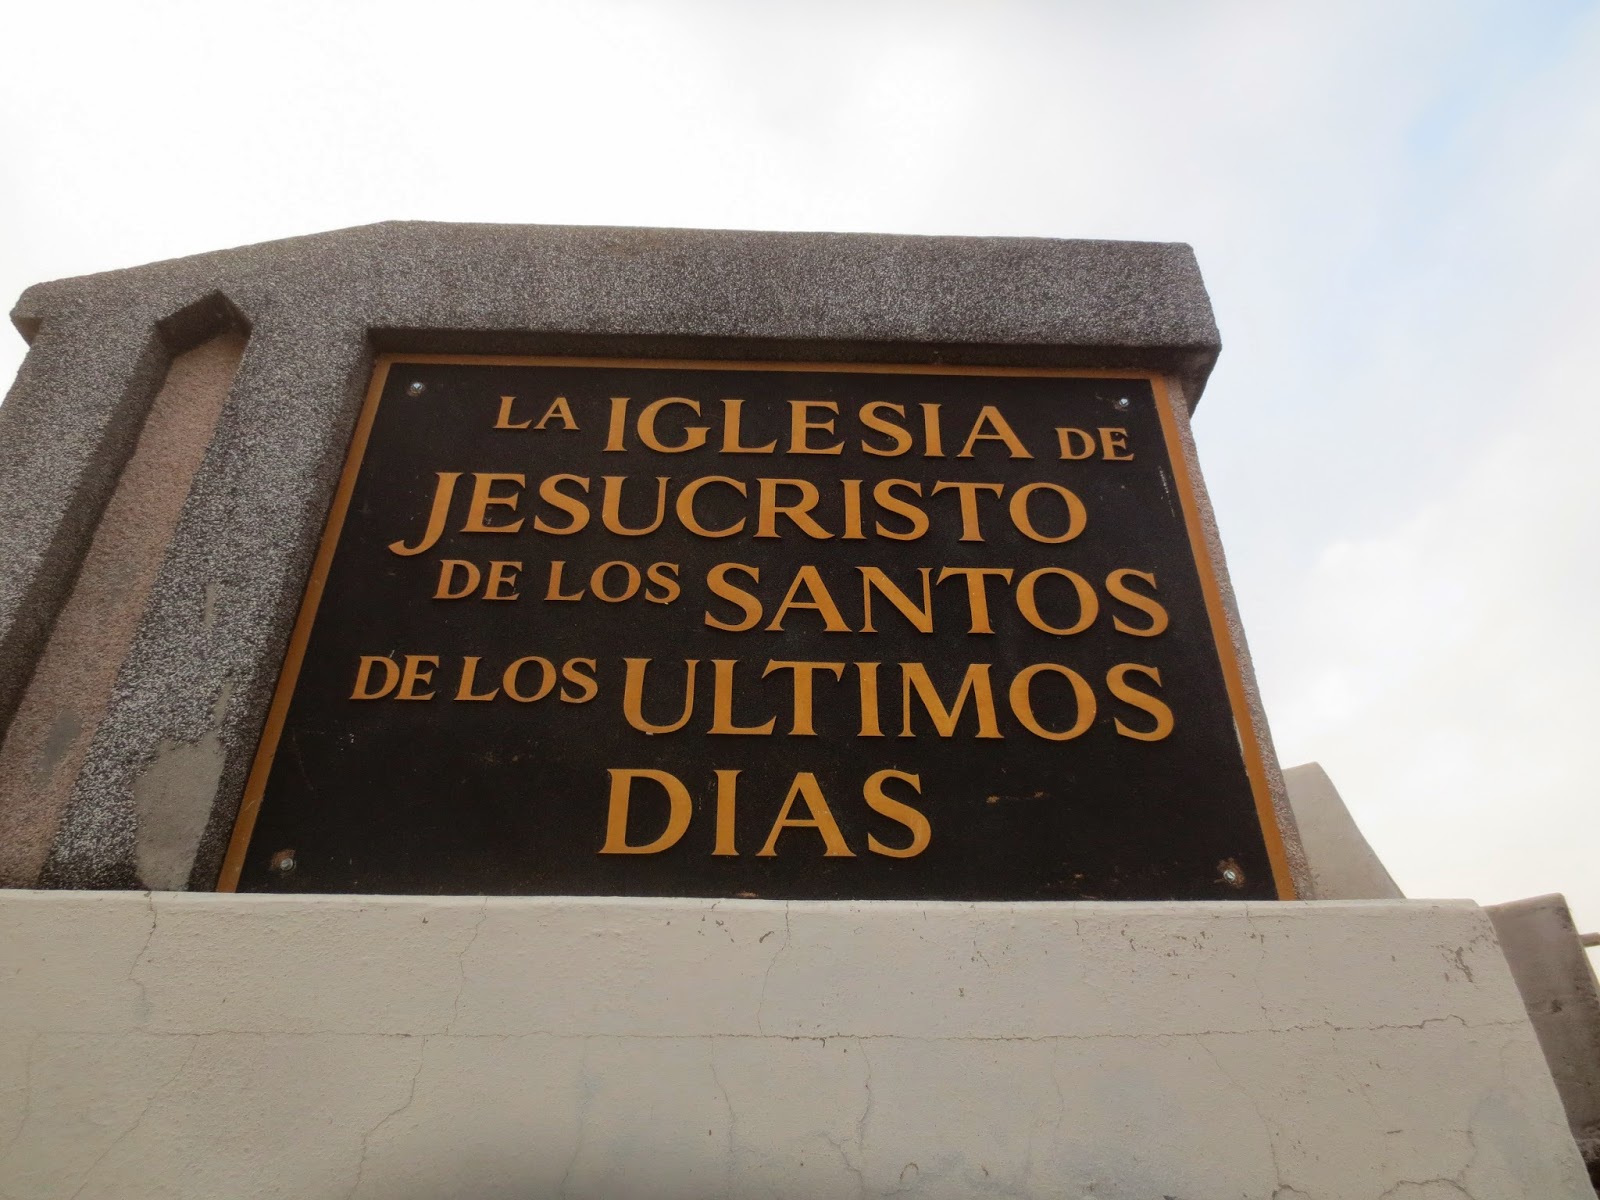 LA IGLESIA DE
JESUCRISTO
DE LOS SANTOS
DE LOS ULTIMOS
DIAS